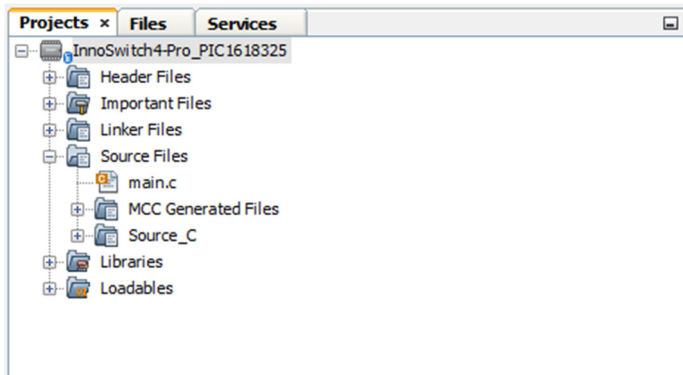 Projects × Files Services
InnoSwitch4-Pro_PIC1618325
Header Files
Important Files
Linker Files
Source Files
main.c
MCC Generated Files
Source_C
Libraries
Loadables